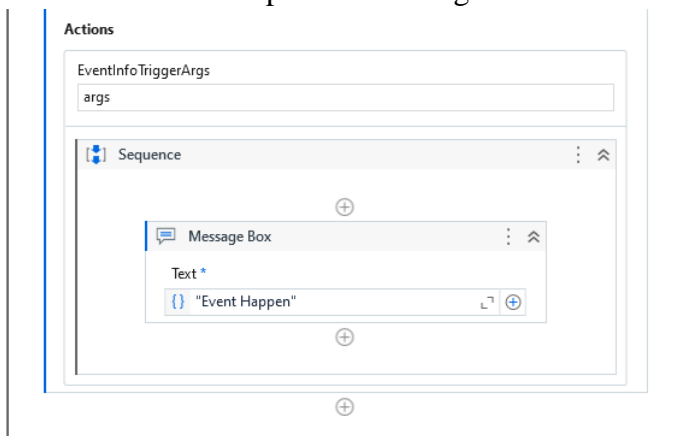 Actions
EventInfoTriggerArgs
args
Sequence
Message Box
Text *
"Event Happen"